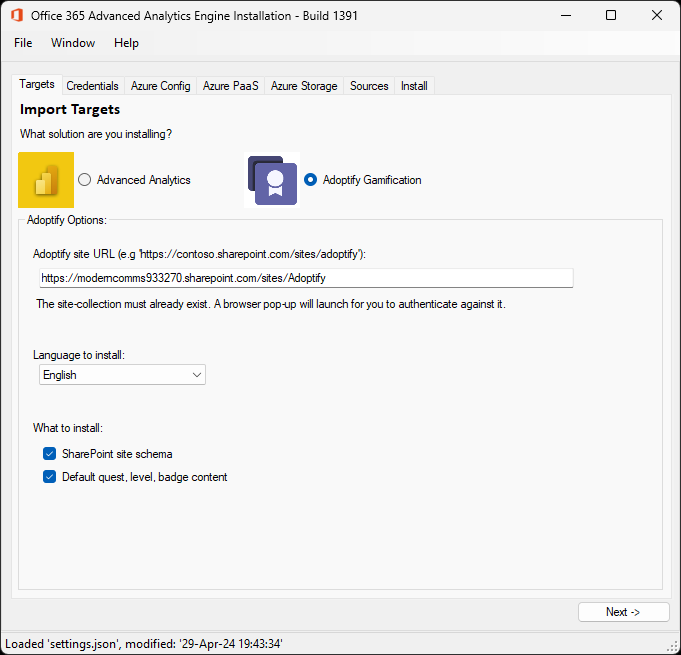 Office 365 Advanced Analytics Engine Installation - Build 1391
File Window Help
Targets Credentials Azure Config Azure PaaS Azure Storage Sources Install
Import Targets
What solution are you installing?
Advanced Analytics Adoptify Gamification
Adoptify Options:
Adoptify site URL (e.g 'https://contoso.sharepoint.com/sites/adoptify'):
https://moderncomms933270.sharepoint.com/sites/Adoptify
The site-collection must already exist. A browser pop-up will launch for you to authenticate against it.
Language to install:
English
What to install:
SharePoint site schema
Default quest, level, badge content
Next ->
Loaded 'settings.json', modified: '29-Apr-24 19:43:34'